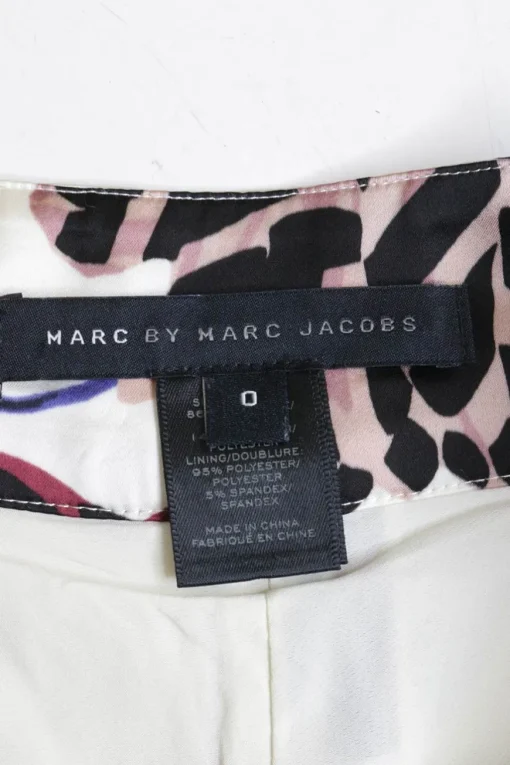 MARC BY MARC JACOBS
0
POLYESTER
LINING/DOUBLURE:
95% POLYESTER/
POLYESTER
5% SPANDEX/
SPANDEX
MADE IN CHINA
FABRIQUÉ EN CHINE